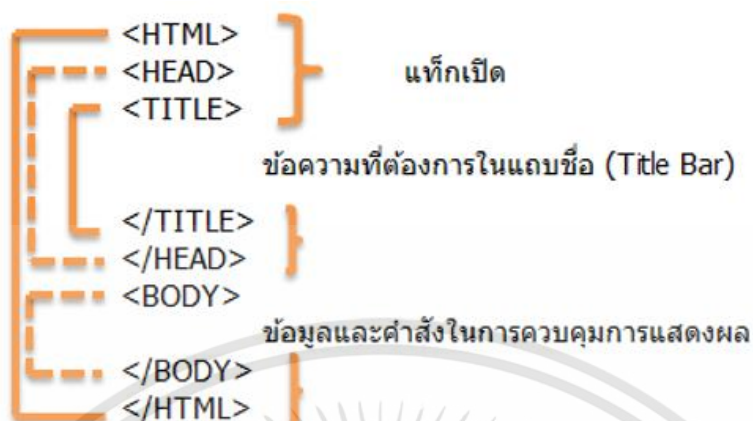 <HTML>
<HEAD> แท็กเปิด
<TITLE>
ข้อความที่ต้องการในแถบชื่อ (Title Bar)
</TITLE>
</HEAD>
<BODY>
ข้อมูลและคำสั่งในการควบคุมการแสดงผล
</BODY>
</HTML>